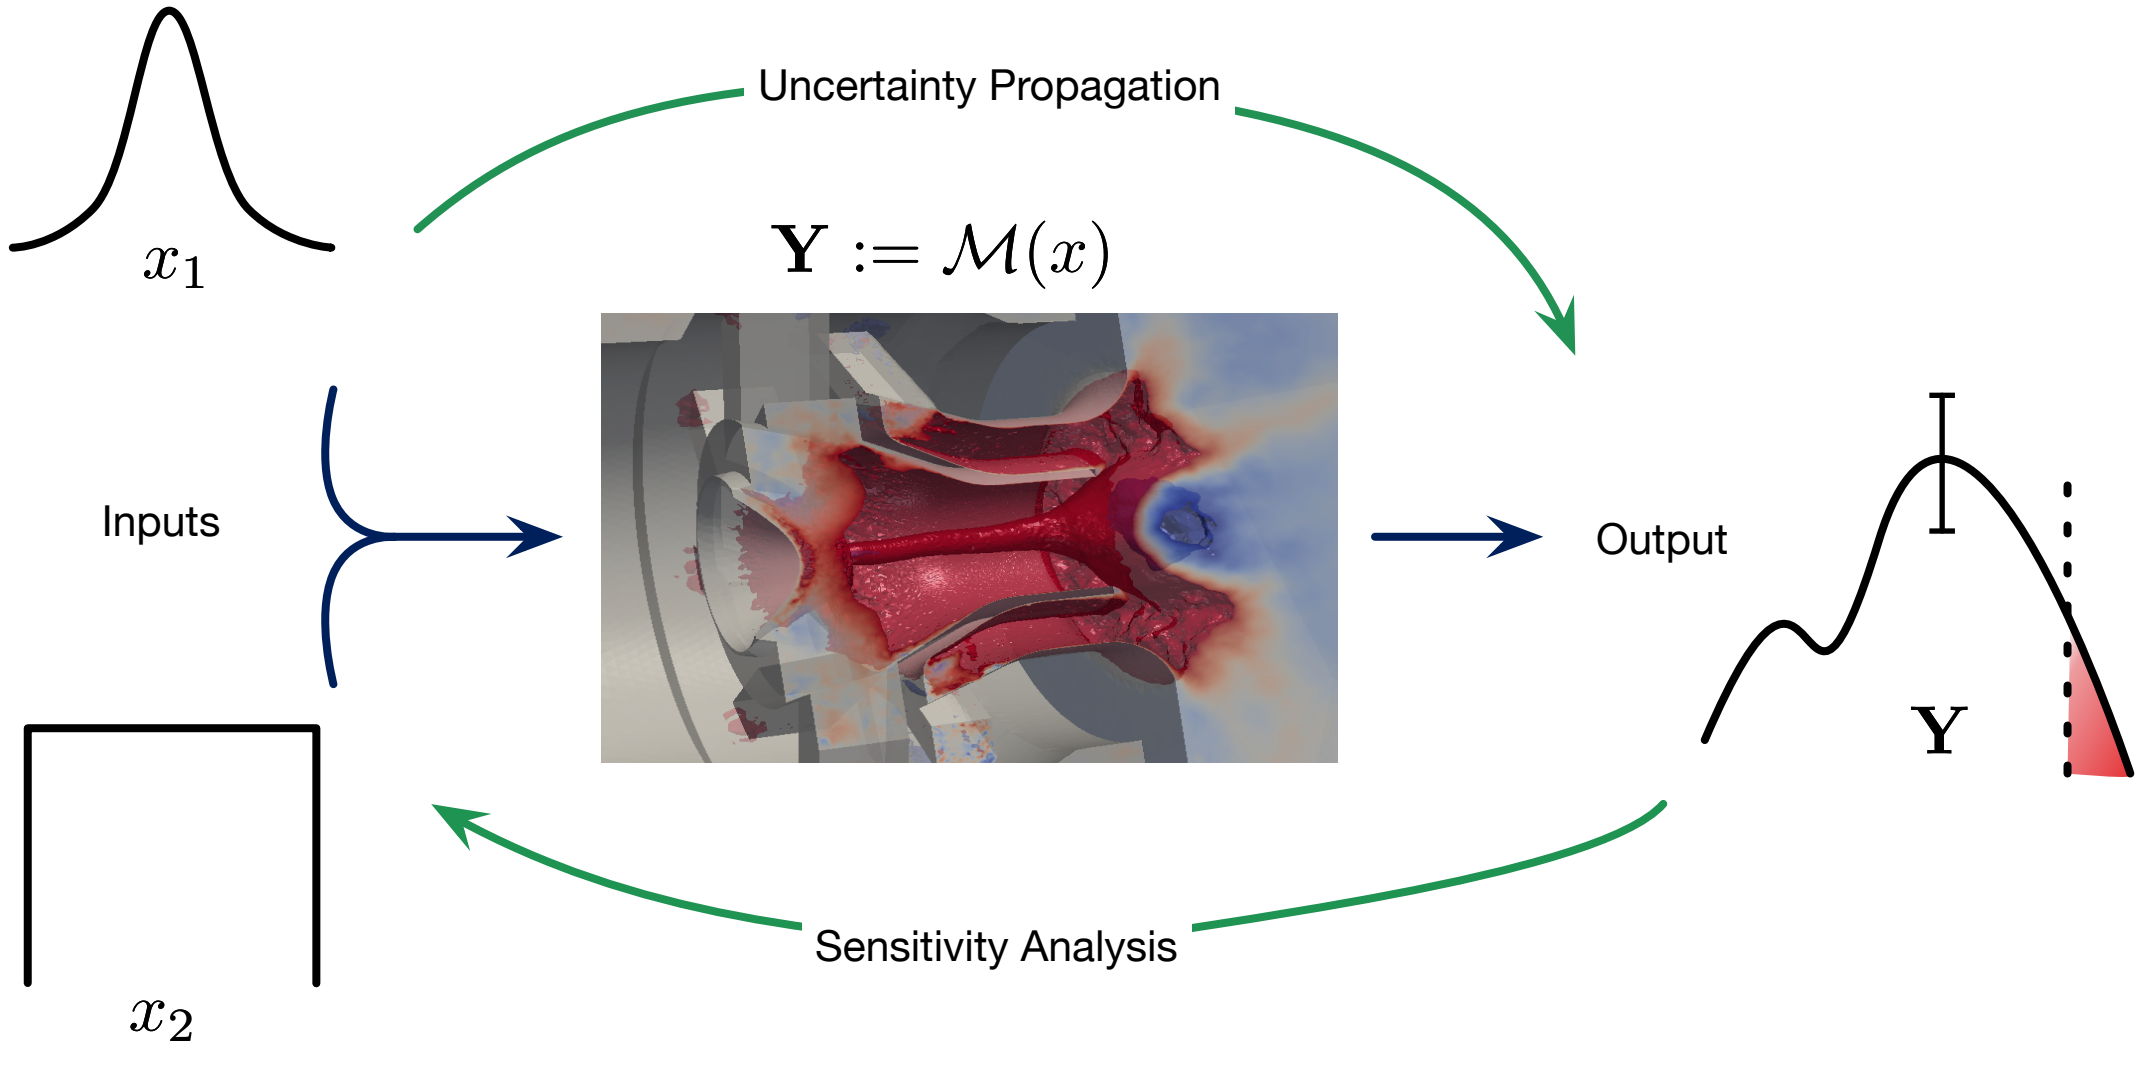 Uncertainty Propagation
x₁
Y := ℳ(x)
Inputs
Output
Y
Sensitivity Analysis
x₂